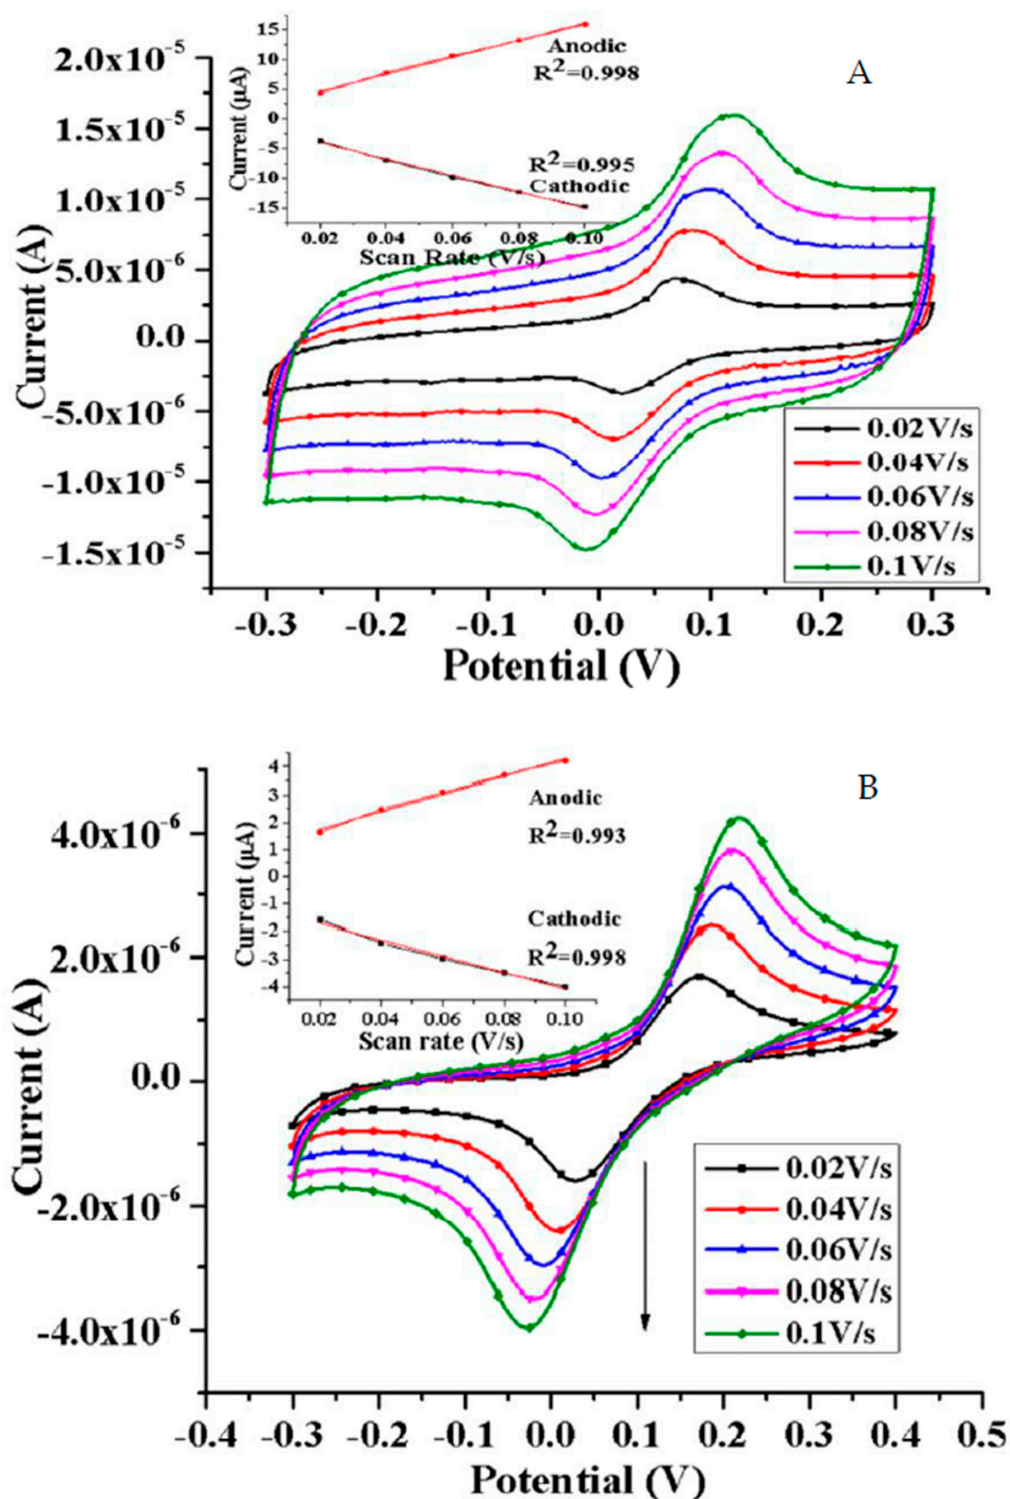 A
2.0x10⁻⁵
1.5x10⁻⁵
1.0x10⁻⁵
5.0x10⁻⁶
0.0
-5.0x10⁻⁶
-1.0x10⁻⁵
-1.5x10⁻⁵
Current (A)
-0.3 -0.2 -0.1 0.0 0.1 0.2 0.3
Potential (V)
15
10
5
0
-5
-10
-15
Current (µA)
Anodic
R²=0.998
R²=0.995
Cathodic
0.02 0.04 0.06 0.08 0.10
Scan Rate (V/s)
0.02V/s
0.04V/s
0.06V/s
0.08V/s
0.1V/s
B
4.0x10⁻⁶
2.0x10⁻⁶
0.0
-2.0x10⁻⁶
-4.0x10⁻⁶
Current (A)
-0.4 -0.3 -0.2 -0.1 0.0 0.1 0.2 0.3 0.4 0.5
Potential (V)
4
3
2
1
0
-1
-2
-3
-4
Current (µA)
Anodic
R²=0.993
Cathodic
R²=0.998
0.02 0.04 0.06 0.08 0.10
Scan rate (V/s)
0.02V/s
0.04V/s
0.06V/s
0.08V/s
0.1V/s